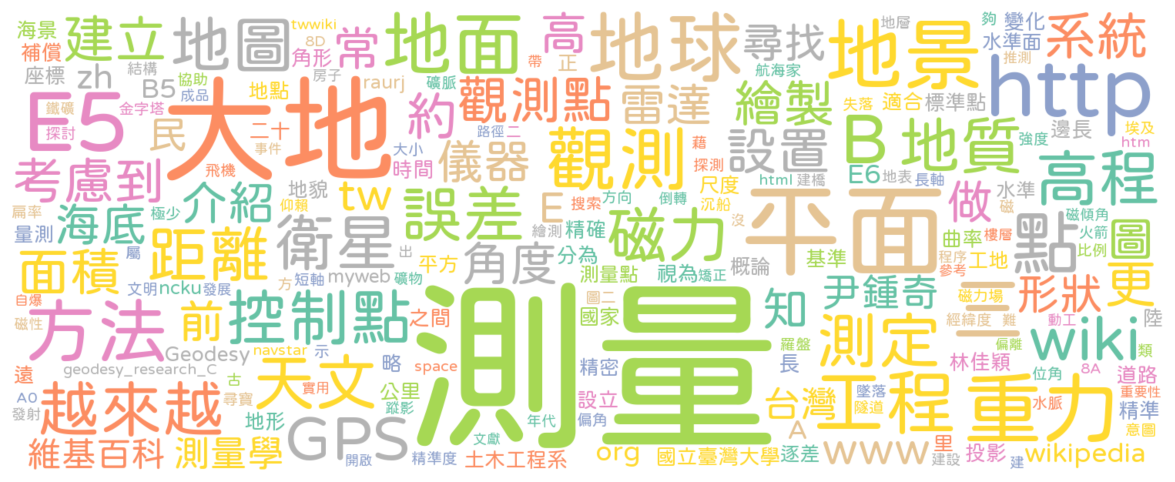 海景 建立 地圖 twwiki 8D 常 地面 高 帶 正 地球 尋找 航海家 地層 夠 變化 系統
補償 角形 房子 水準面 推測 地景
座標 zh 結構 協助 B5 raurj 礦脈 觀測點 雷達 繪製 失落 適合 標準點 http
E5 鐵礦 金字塔 成品 地點 大地 約 路徑 二 藉 設置 B 地質 邊長 強度 埃及
探討 民 二十 事件 大小 儀器 觀測 探測 html 建橋 E6 地表 長軸 htm
考慮到 飛機 時間 尺度 高程
介紹 地貌 tw 方向 倒轉 搜索 沉船 沒 平面 做 水準 磁
扁率 海底 極少 仰賴 誤差 E 繪測 精確 磁力 點 磁傾角 圖
量測 距離 衛星 出 角度 分為 基準 曲率 樓層 火箭 比例
面積 屬 方 短軸 myweb 平方 礦物 測量點 視為 矯正 概論 程序 工地 更
文明 ncku 發展 圖二 參考
自爆 方法 前 控制點 之間 測量 國家 知 尹鍾奇 三 磁力場 形狀 陸
磁性 示 羅盤 經緯度 難 動工
Geodesy navstar 略 精密 長 測定 偏離 wiki 類
遠 geodesy_research_C 天文 space 林佳穎 位角 8A 道路
A0 越來越 古 實用 公里 設立 台灣 墜落 工程 重力 水脈 重要性
發射 尋寶 地形 蹤影 年代 偏角 A 隧道 精準
維基百科 測量學 GPS 文獻 org 國立臺灣大學 逐差 www 里 投影 意圖
開啟 精準度 土木工程系 建設 建 wikipedia